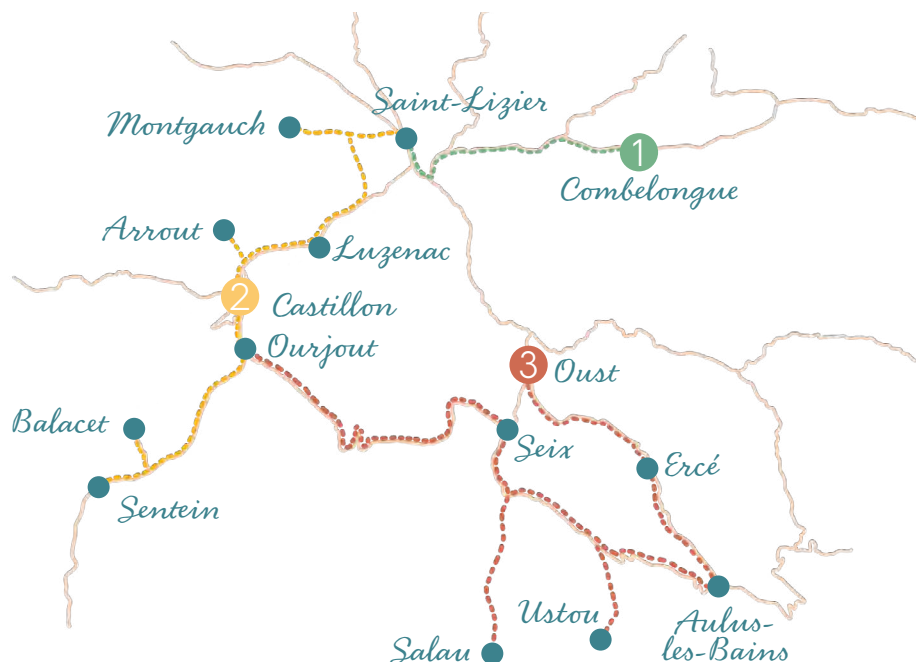 Saint-Lizier
Montgauch
1
Combelongue
Arrout
Luzenac
2
Castillon
Ourjout
3
Oust
Balacet
Seix
Ercé
Sentein
Ustou
Aulus-
les-Bains
Salau